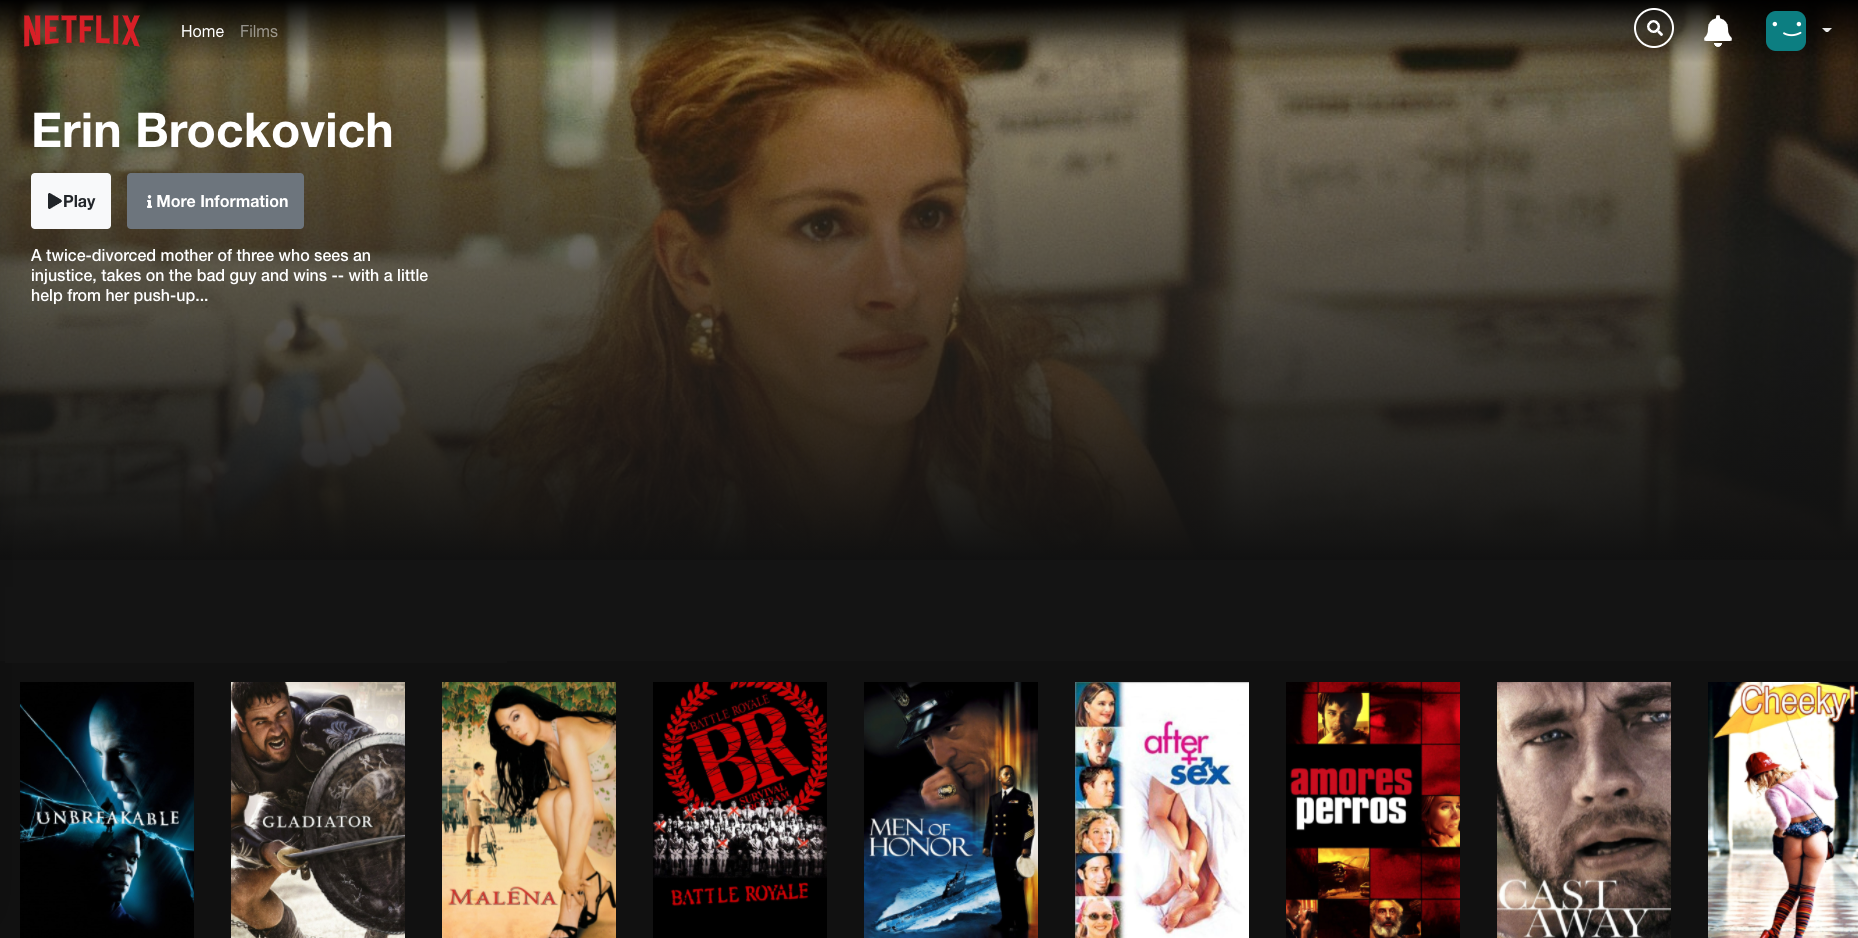 NETFLIX
Home
Films
Erin Brockovich
Play
i More Information
A twice-divorced mother of three who sees an
injustice, takes on the bad guy and wins -- with a little
help from her push-up...
UNBREAKABLE
GLADIATOR
MALÈNA
BATTLE ROYALE
BR
SURVIVAL
BATTLE ROYALE
MEN OF
HONOR
after
sex
amores
perros
CAST
AWAY
Cheeky!